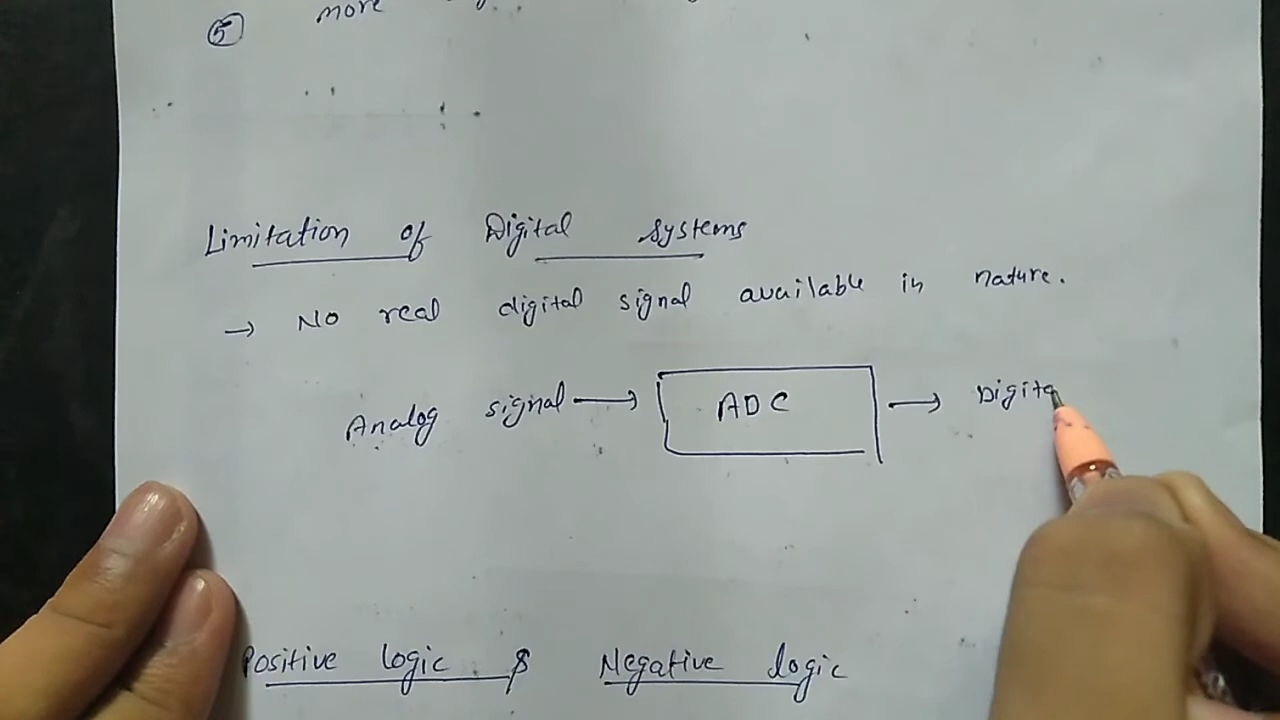 ⑤ more
Limitation of Digital systems
→ No real digital signal available in nature.
Analog signal → ADC → Digita
Positive logic & Negative logic